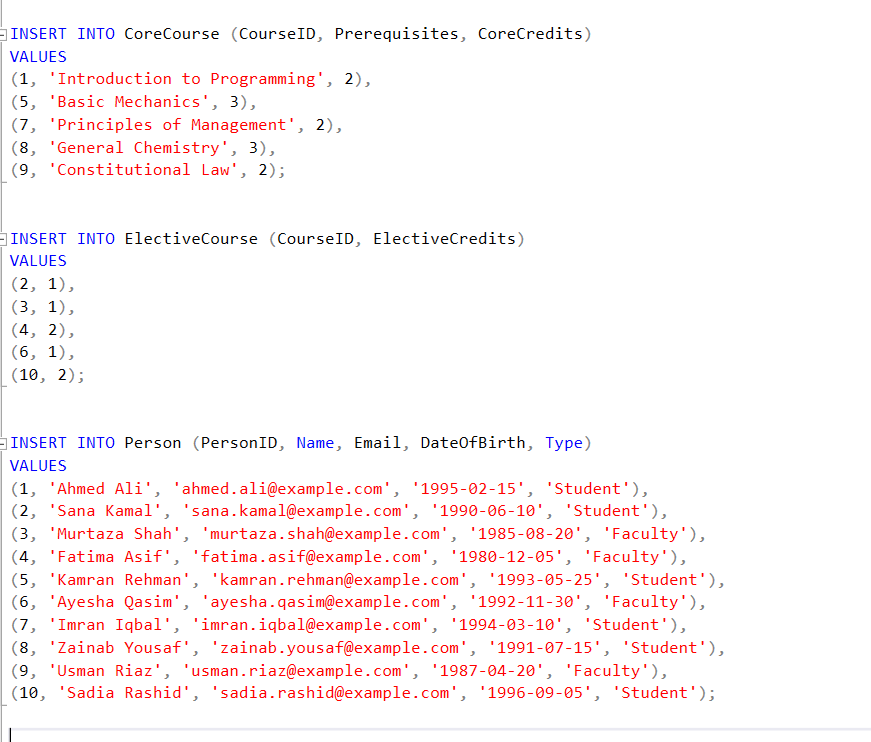 INSERT INTO CoreCourse (CourseID, Prerequisites, CoreCredits)
VALUES
(1, 'Introduction to Programming', 2),
(5, 'Basic Mechanics', 3),
(7, 'Principles of Management', 2),
(8, 'General Chemistry', 3),
(9, 'Constitutional Law', 2);
INSERT INTO ElectiveCourse (CourseID, ElectiveCredits)
VALUES
(2, 1),
(3, 1),
(4, 2),
(6, 1),
(10, 2);
INSERT INTO Person (PersonID, Name, Email, DateOfBirth, Type)
VALUES
(1, 'Ahmed Ali', 'ahmed.ali@example.com', '1995-02-15', 'Student'),
(2, 'Sana Kamal', 'sana.kamal@example.com', '1990-06-10', 'Student'),
(3, 'Murtaza Shah', 'murtaza.shah@example.com', '1985-08-20', 'Faculty'),
(4, 'Fatima Asif', 'fatima.asif@example.com', '1980-12-05', 'Faculty'),
(5, 'Kamran Rehman', 'kamran.rehman@example.com', '1993-05-25', 'Student'),
(6, 'Ayesha Qasim', 'ayesha.qasim@example.com', '1992-11-30', 'Faculty'),
(7, 'Imran Iqbal', 'imran.iqbal@example.com', '1994-03-10', 'Student'),
(8, 'Zainab Yousaf', 'zainab.yousaf@example.com', '1991-07-15', 'Student'),
(9, 'Usman Riaz', 'usman.riaz@example.com', '1987-04-20', 'Faculty'),
(10, 'Sadia Rashid', 'sadia.rashid@example.com', '1996-09-05', 'Student');